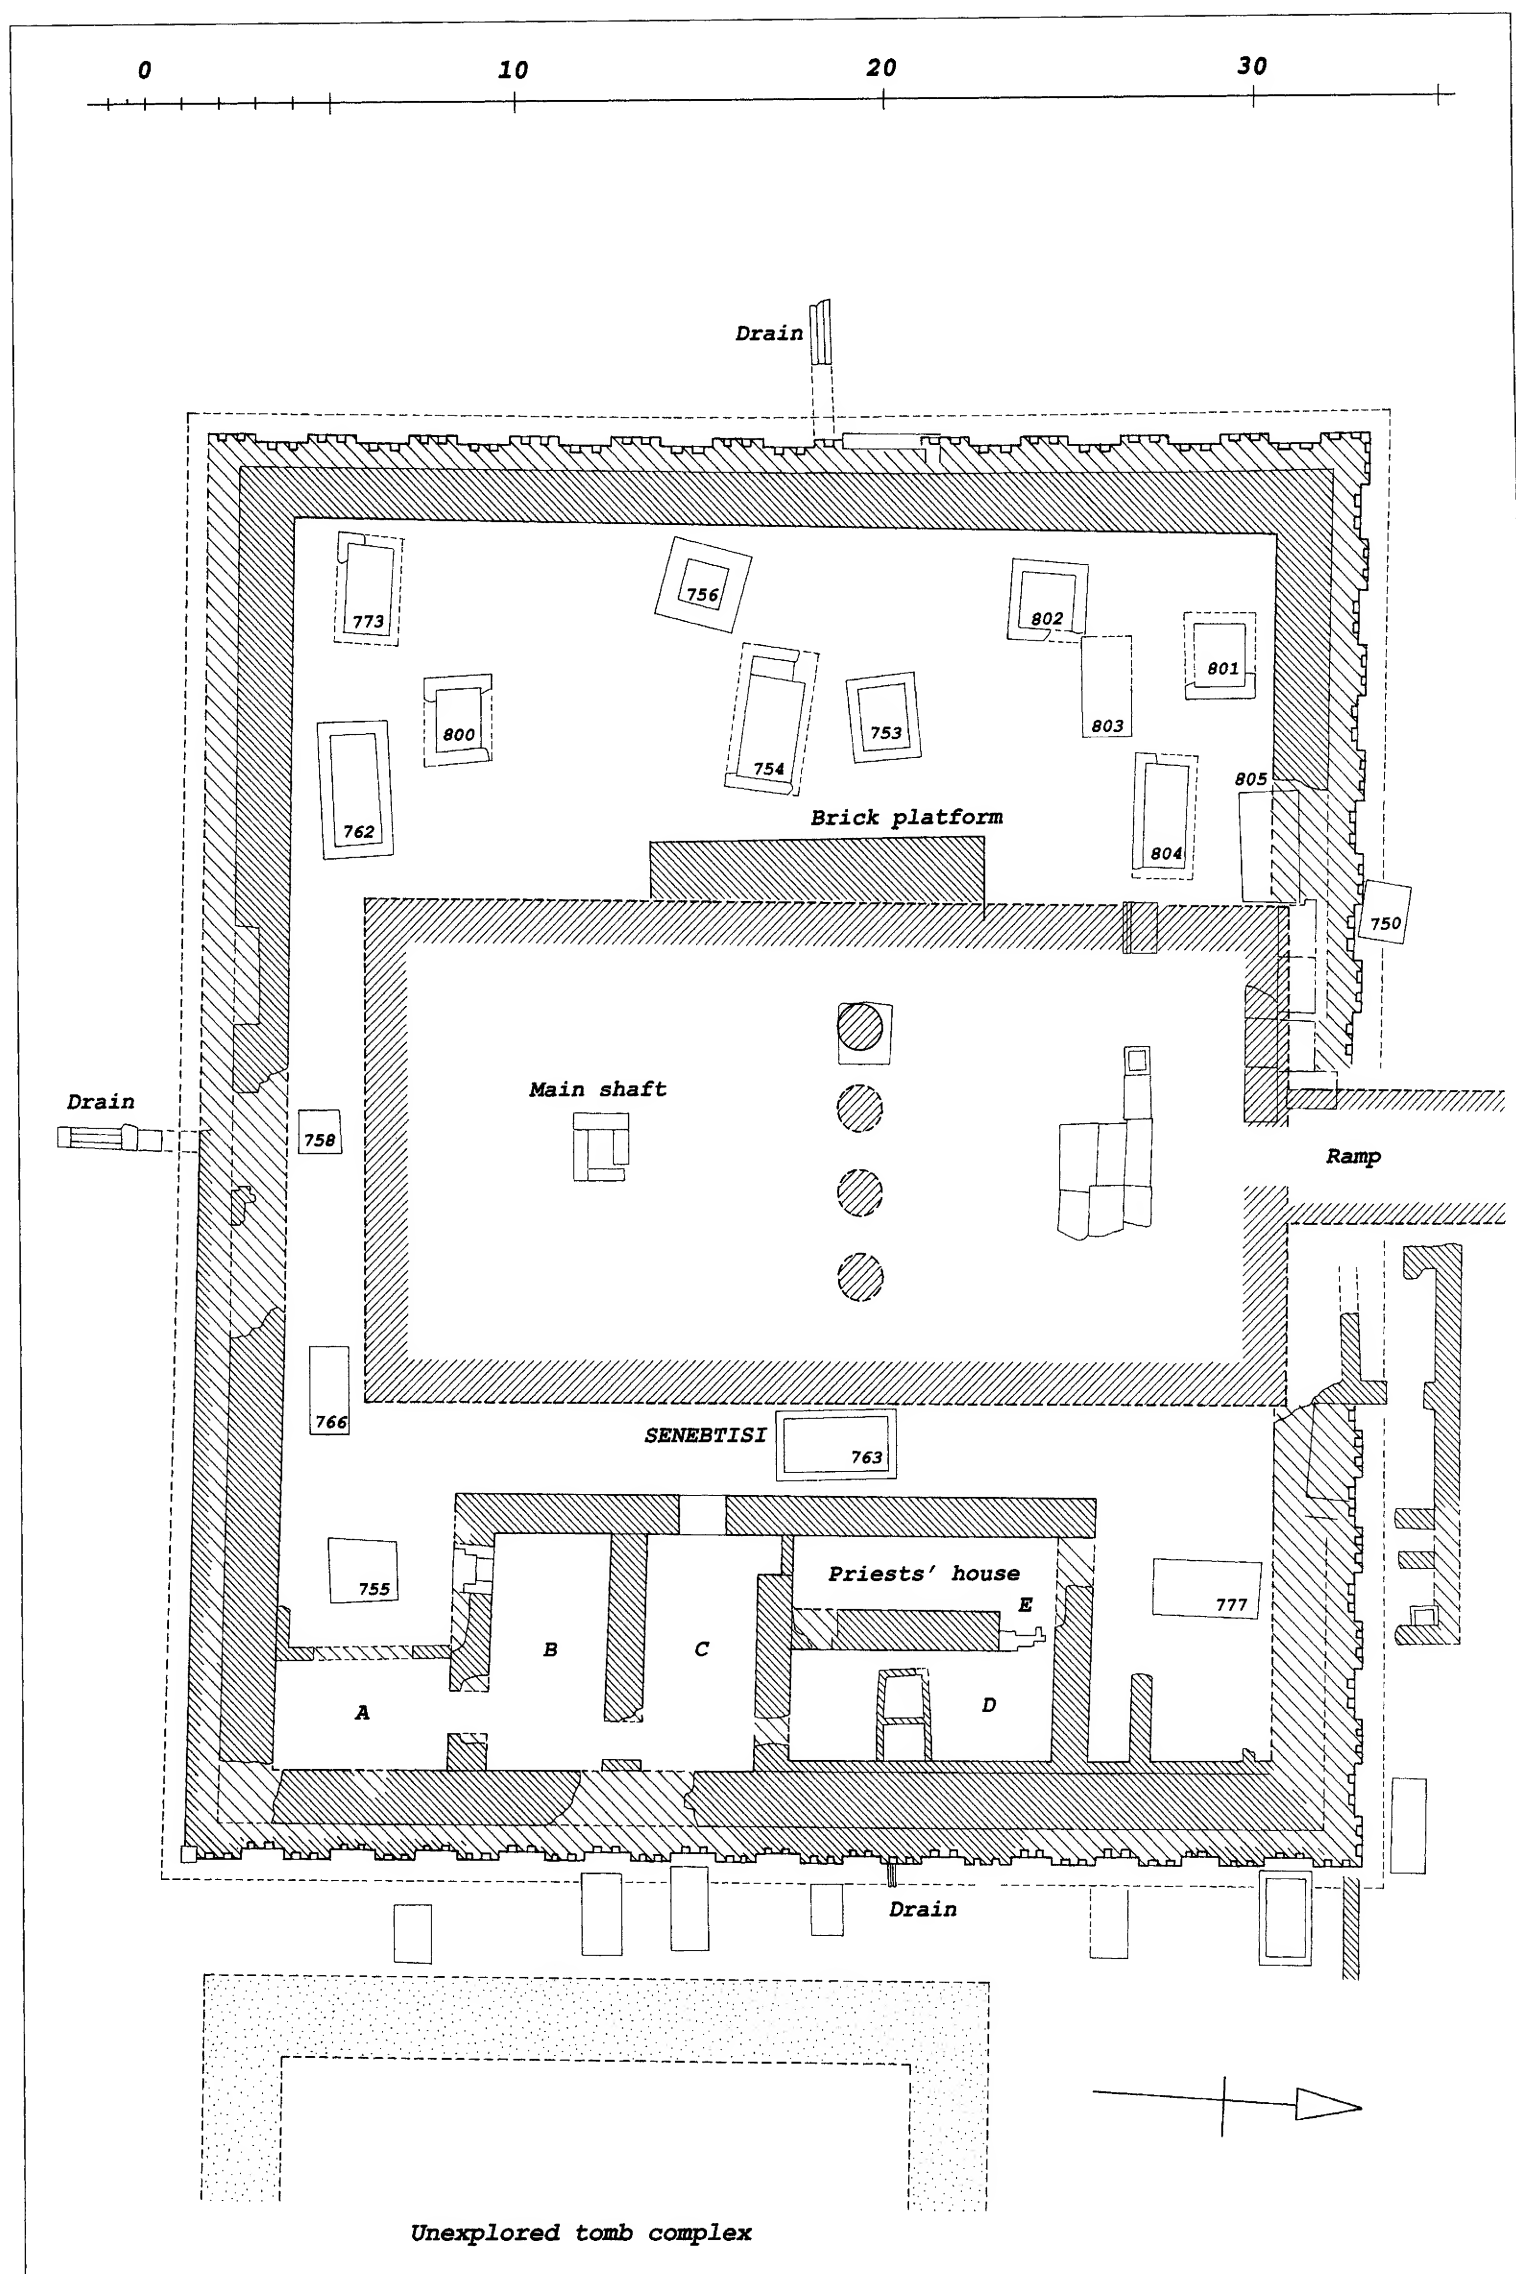 0 10 20 30
Drain
773
756
802
801
800
753
803
754
805
762
Brick platform
804
750
Main shaft
Drain
758
Ramp
766
SENEBTISI
763
Priests' house
755
777
E
B
C
A
D
Drain
Unexplored tomb complex